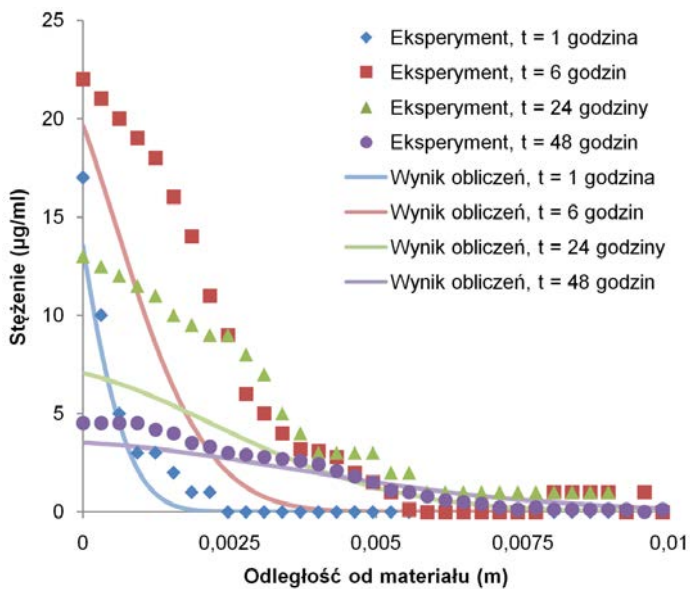 25
20
15
10
5
0
Stężenie (µg/ml)
Eksperyment, t = 1 godzina
Eksperyment, t = 6 godzin
Eksperyment, t = 24 godziny
Eksperyment, t = 48 godzin
Wynik obliczeń, t = 1 godzina
Wynik obliczeń, t = 6 godzin
Wynik obliczeń, t = 24 godziny
Wynik obliczeń, t = 48 godzin
0 0,0025 0,005 0,0075 0,01
Odległość od materiału (m)